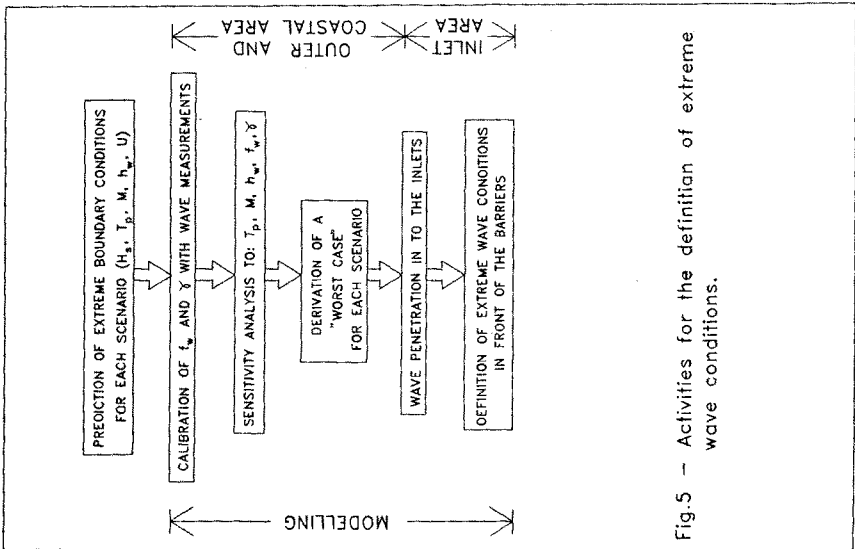 PREDICTION OF EXTREME BOUNDARY CONDITIONS
FOR EACH SCENARIO (Hs, Tp, M, hw, U)
CALIBRATION OF fw AND γ WITH WAVE MEASUREMENTS
SENSITIVITY ANALYSIS TO: Tp, M, hw, fw, γ
DERIVATION OF A
"WORST CASE"
FOR EACH SCENARIO
WAVE PENETRATION IN TO THE INLETS
DEFINITION OF EXTREME WAVE CONDITIONS
IN FRONT OF THE BARRIERS
MODELLING
OUTER AND
COASTAL AREA
INLET
AREA
Fig.5 – Activities for the definition of extreme
wave conditions.